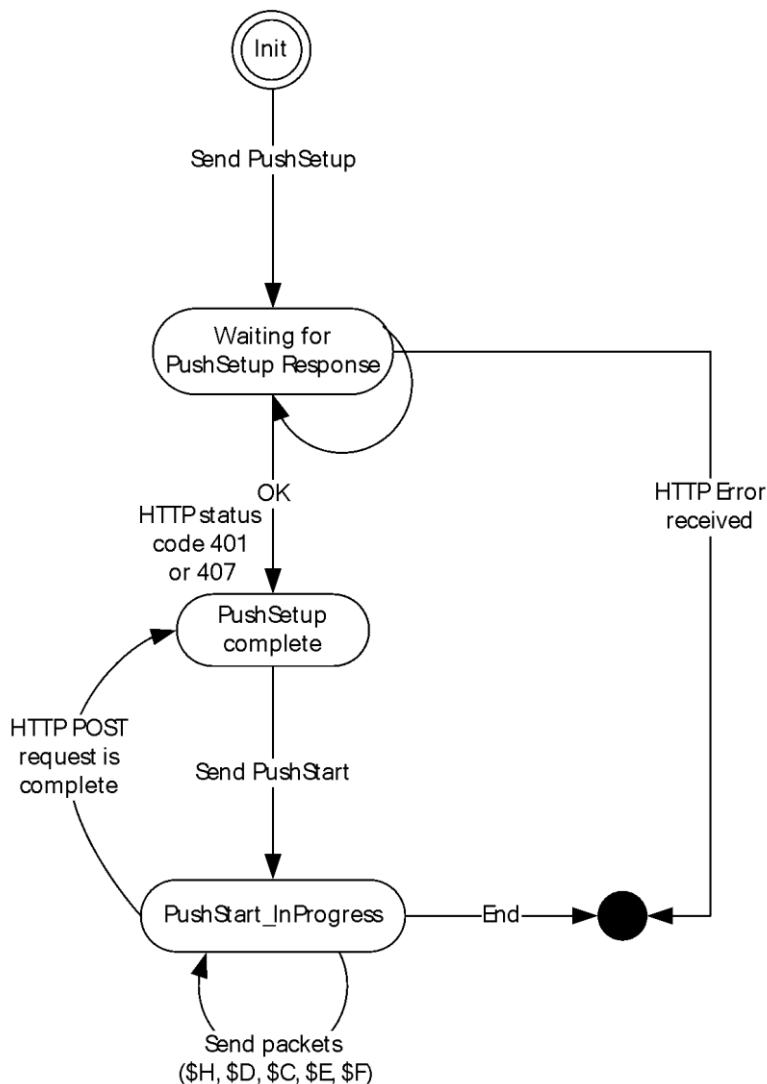 Init
Send PushSetup
Waiting for
PushSetup Response
OK
HTTP status
code 401
or 407
HTTP Error
received
PushSetup
complete
HTTP POST
request is
complete
Send PushStart
PushStart_InProgress
End
Send packets
($H, $D, $C, $E, $F)